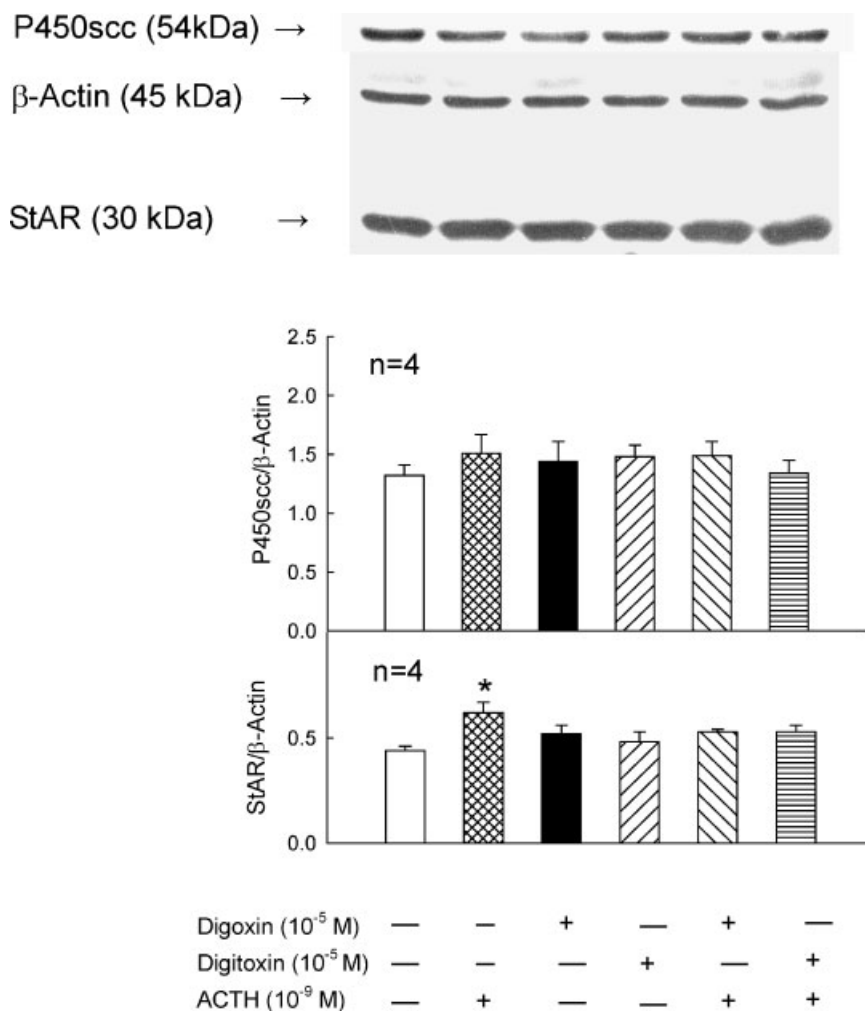 P450scc (54kDa) →
β-Actin (45 kDa) →
StAR (30 kDa) →
2.5
n=4
2.0
1.5
1.0
0.5
0.0
P450scc/β-Actin
n=4
*
0.5
0.0
StAR/β-Actin
Digoxin (10⁻⁵ M) — – + — + —
Digitoxin (10⁻⁵ M) — – — + — +
ACTH (10⁻⁹ M) — + — — + +